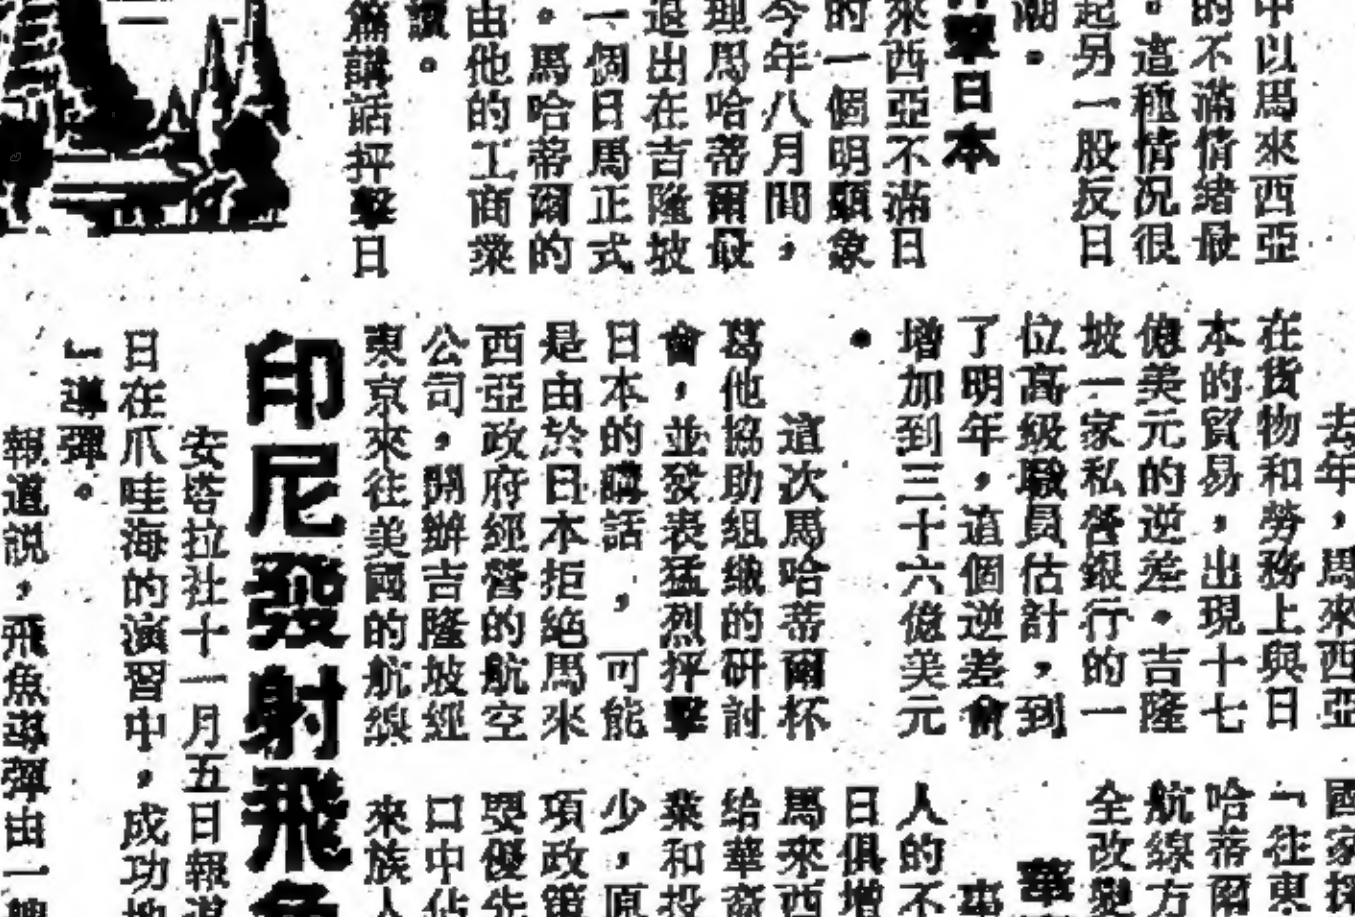 中以馬來西亞
的不滿情緒最
。這種情況很
起另一股反日
潮。
擊日本
來西亞不滿日
的一個明顯象
今年八月間，
理馬哈蒂爾最
退出在吉隆坡
一個日馬正式
。馬哈蒂爾的
由他的工商業
議。
篇講話抨擊日
去年，馬來西亞
在貨物和勞務上與日
本的貿易，出現十七
億美元的逆差。吉隆
坡一家私營銀行的一
位高級職員估計，到
了明年，這個逆差會
增加到三十六億美元
。
這次馬哈蒂爾杯
葛他協助組織的研討
會，並發表猛烈抨擊
日本的講話，可能
是由於日本拒絕馬來
西亞政府經營的航空
公司，開辦吉隆坡經
東京來往美國的航線
國家採
「往東
哈蒂爾
航線方
全改變
華
事
人的不
日俱增
馬來西
給華裔
業和投
少，原
項政策
要優先
口中佔
來族人
印尼發射飛魚
安塔拉社十一月五日報道
日在爪哇海的演習中，成功地
」導彈。
報道說，飛魚導彈由一艘